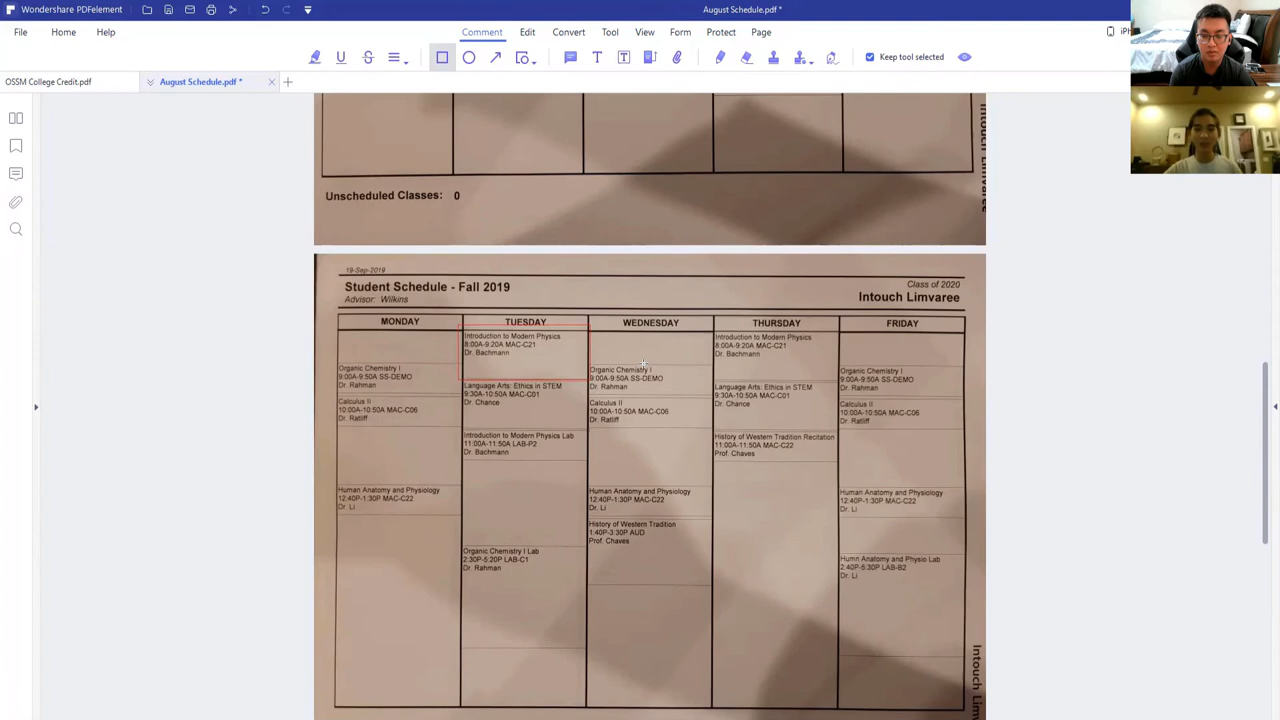 Wondershare PDFelement
August Schedule.pdf *
File
Home
Help
Comment
Edit
Convert
Tool
View
Form
Protect
Page
Keep tool selected
OSSM College Credit.pdf
August Schedule.pdf *
Unscheduled Classes: 0
Intouch Limvaree
19-Sep-2019
Student Schedule - Fall 2019
Advisor: Wilkins
Class of 2020
Intouch Limvaree
MONDAY
TUESDAY
WEDNESDAY
THURSDAY
FRIDAY
Organic Chemistry I
9:00A-9:50A SS-DEMO
Dr. Rahman
Calculus II
10:00A-10:50A MAC-C06
Dr. Ratliff
Human Anatomy and Physiology
12:40P-1:30P MAC-C22
Dr. Li
Introduction to Modern Physics
8:00A-9:20A MAC-C21
Dr. Bachmann
Language Arts: Ethics in STEM
9:30A-10:50A MAC-C01
Dr. Chance
Introduction to Modern Physics Lab
11:00A-11:50A LAB-P2
Dr. Bachmann
Organic Chemistry I Lab
2:30P-5:20P LAB-C1
Dr. Rahman
Organic Chemistry I
9:00A-9:50A SS-DEMO
Dr. Rahman
Calculus II
10:00A-10:50A MAC-C06
Dr. Ratliff
Human Anatomy and Physiology
12:40P-1:30P MAC-C22
Dr. Li
History of Western Tradition
1:40P-3:30P AUD
Prof. Chaves
Introduction to Modern Physics
8:00A-9:20A MAC-C21
Dr. Bachmann
Language Arts: Ethics in STEM
9:30A-10:50A MAC-C01
Dr. Chance
History of Western Tradition Recitation
11:00A-11:50A MAC-C22
Prof. Chaves
Organic Chemistry I
9:00A-9:50A SS-DEMO
Dr. Rahman
Calculus II
10:00A-10:50A MAC-C06
Dr. Ratliff
Human Anatomy and Physiology
12:40P-1:30P MAC-C22
Dr. Li
Humn Anatomy and Physio Lab
2:40P-5:30P LAB-B2
Dr. Li